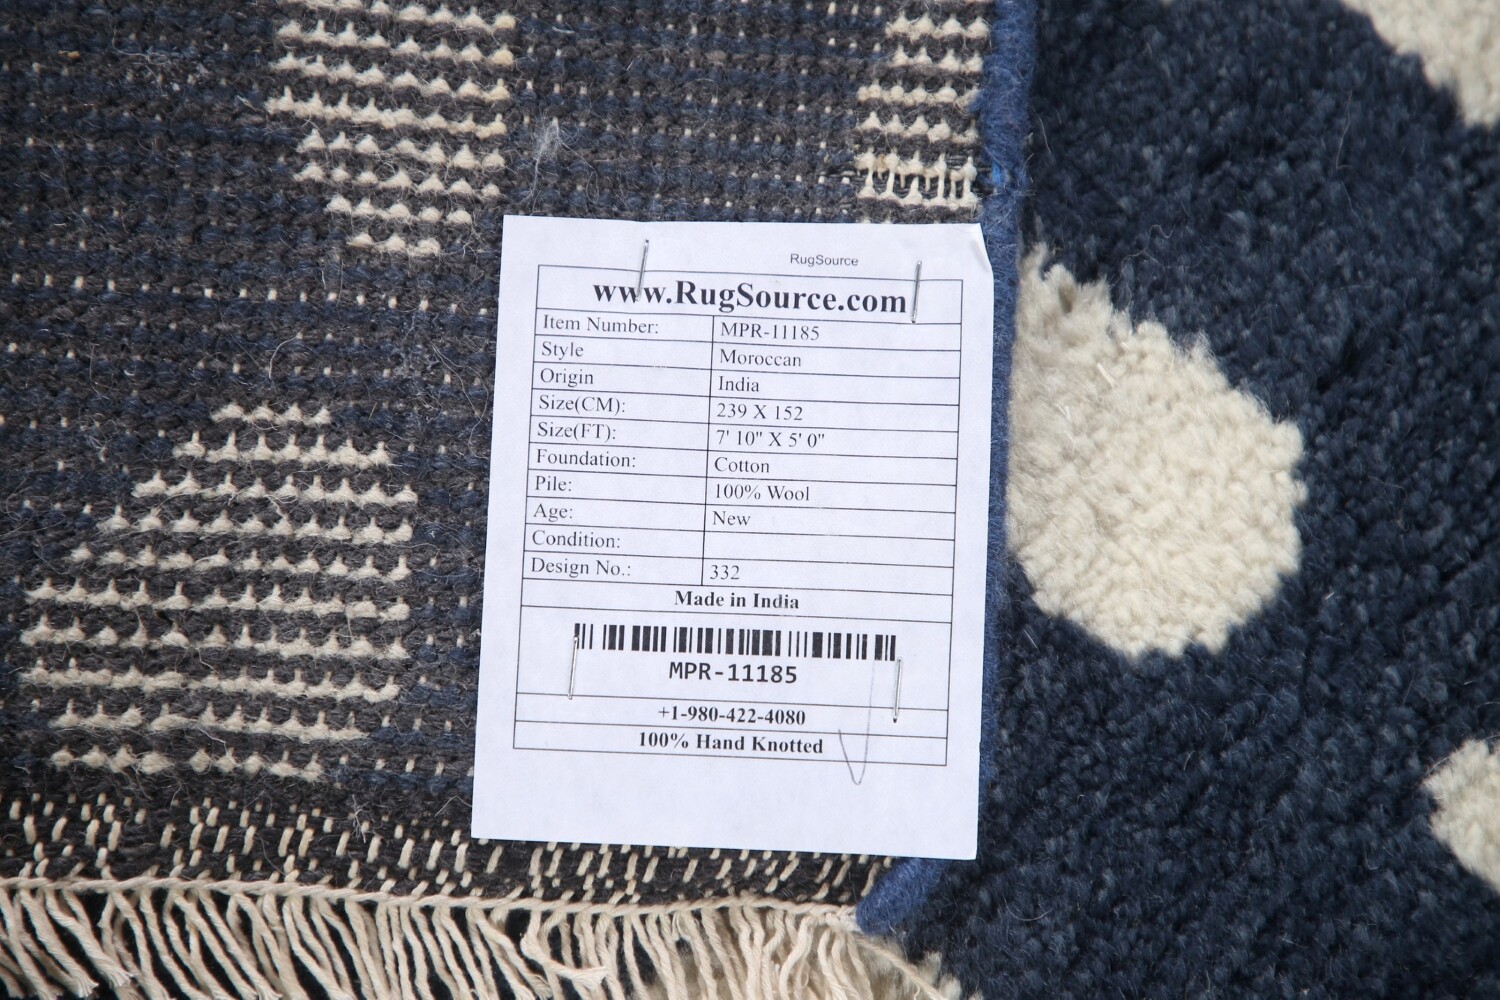 RugSource
www.RugSource.com
Item Number: MPR-11185
Style Moroccan
Origin India
Size(CM): 239 X 152
Size(FT): 7' 10" X 5' 0"
Foundation: Cotton
Pile: 100% Wool
Age: New
Condition:
Design No.: 332
Made in India
MPR-11185
+1-980-422-4080
100% Hand Knotted